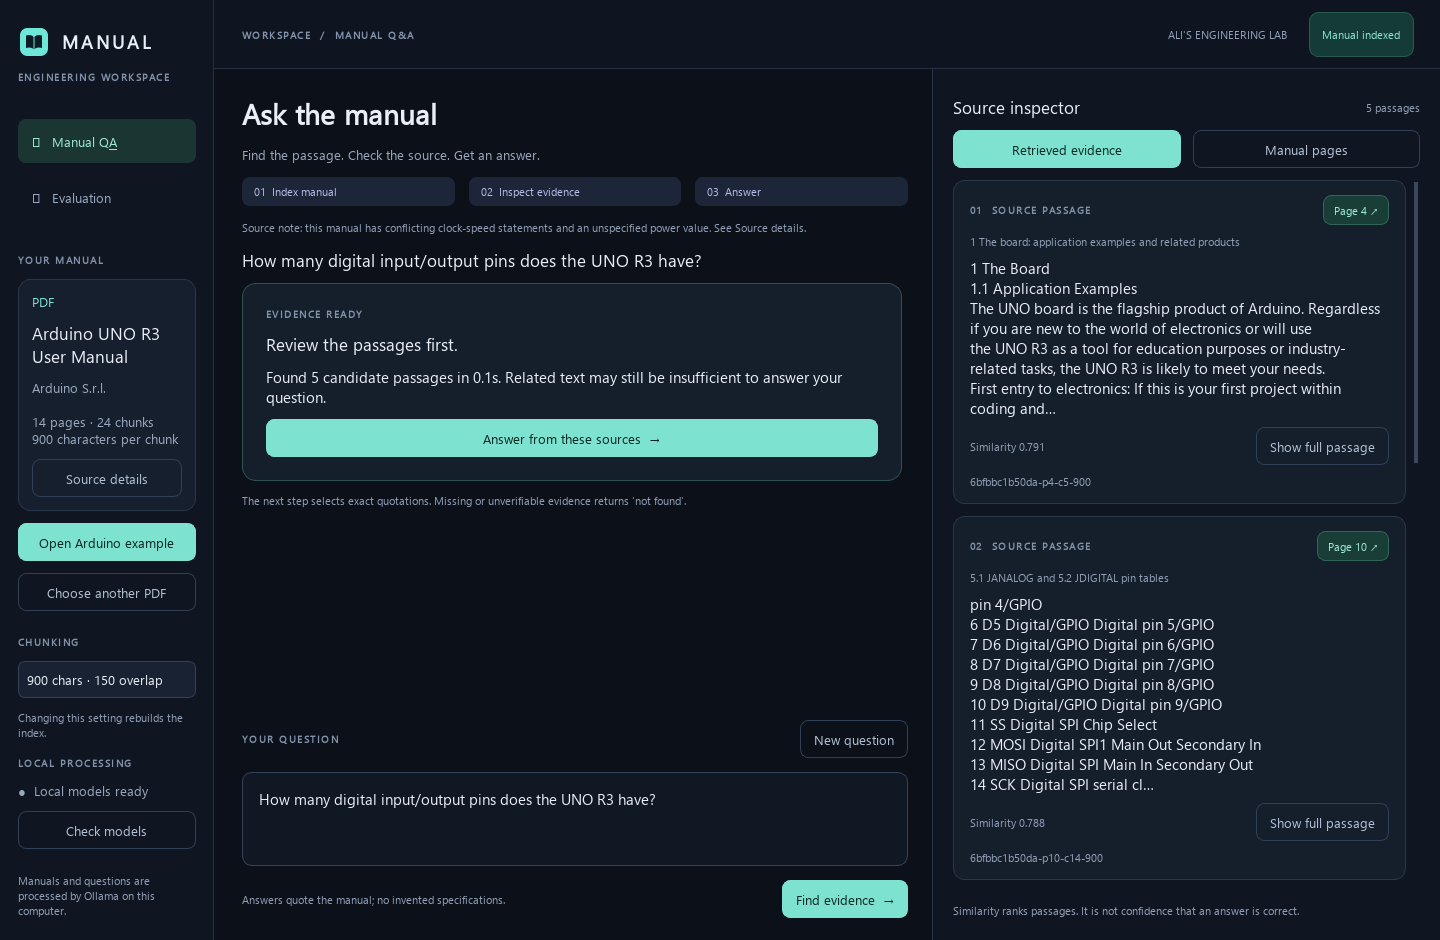 MANUAL
ENGINEERING WORKSPACE
Manual QA
Evaluation
YOUR MANUAL
PDF
Arduino UNO R3
User Manual
Arduino S.r.l.
14 pages · 24 chunks
900 characters per chunk
Source details
Open Arduino example
Choose another PDF
CHUNKING
900 chars · 150 overlap
Changing this setting rebuilds the
index.
LOCAL PROCESSING
● Local models ready
Check models
Manuals and questions are
processed by Ollama on this
computer.
WORKSPACE / MANUAL Q&A
ALI'S ENGINEERING LAB
Manual indexed
Ask the manual
Find the passage. Check the source. Get an answer.
01 Index manual
02 Inspect evidence
03 Answer
Source note: this manual has conflicting clock-speed statements and an unspecified power value. See Source details.
How many digital input/output pins does the UNO R3 have?
EVIDENCE READY
Review the passages first.
Found 5 candidate passages in 0.1s. Related text may still be insufficient to answer your
question.
Answer from these sources →
The next step selects exact quotations. Missing or unverifiable evidence returns 'not found'.
YOUR QUESTION
New question
How many digital input/output pins does the UNO R3 have?
Answers quote the manual; no invented specifications.
Find evidence →
Source inspector
5 passages
Retrieved evidence
Manual pages
01 SOURCE PASSAGE
Page 4 ↗
1 The board: application examples and related products
1 The Board
1.1 Application Examples
The UNO board is the flagship product of Arduino. Regardless
if you are new to the world of electronics or will use
the UNO R3 as a tool for education purposes or industry-
related tasks, the UNO R3 is likely to meet your needs.
First entry to electronics: If this is your first project within
coding and...
Similarity 0.791
Show full passage
6bfbbc1b50da-p4-c5-900
02 SOURCE PASSAGE
Page 10 ↗
5.1 JANALOG and 5.2 JDIGITAL pin tables
pin 4/GPIO
6 D5 Digital/GPIO Digital pin 5/GPIO
7 D6 Digital/GPIO Digital pin 6/GPIO
8 D7 Digital/GPIO Digital pin 7/GPIO
9 D8 Digital/GPIO Digital pin 8/GPIO
10 D9 Digital/GPIO Digital pin 9/GPIO
11 SS Digital SPI Chip Select
12 MOSI Digital SPI1 Main Out Secondary In
13 MISO Digital SPI Main In Secondary Out
14 SCK Digital SPI serial cl...
Similarity 0.788
Show full passage
6bfbbc1b50da-p10-c14-900
Similarity ranks passages. It is not confidence that an answer is correct.